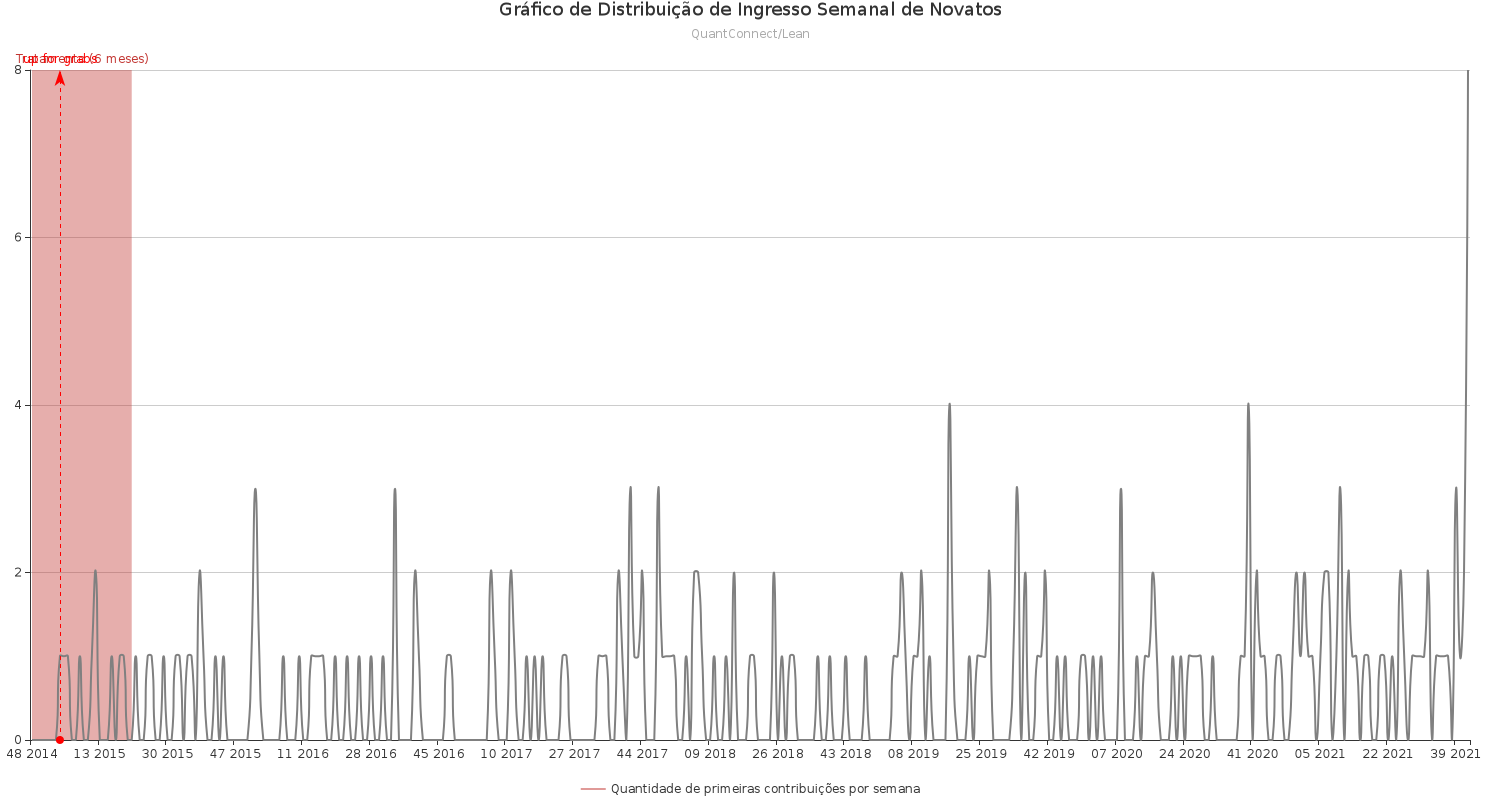 Gráfico de Distribuição de Ingresso Semanal de Novatos
QuantConnect/Lean
(6 meses)
8
6
4
2
0
48 2014 13 2015 30 2015 47 2015 11 2016 28 2016 45 2016 10 2017 27 2017 44 2017 09 2018 26 2018 43 2018 08 2019 25 2019 42 2019 07 2020 24 2020 41 2020 05 2021 22 2021 39 2021
Quantidade de primeiras contribuições por semana